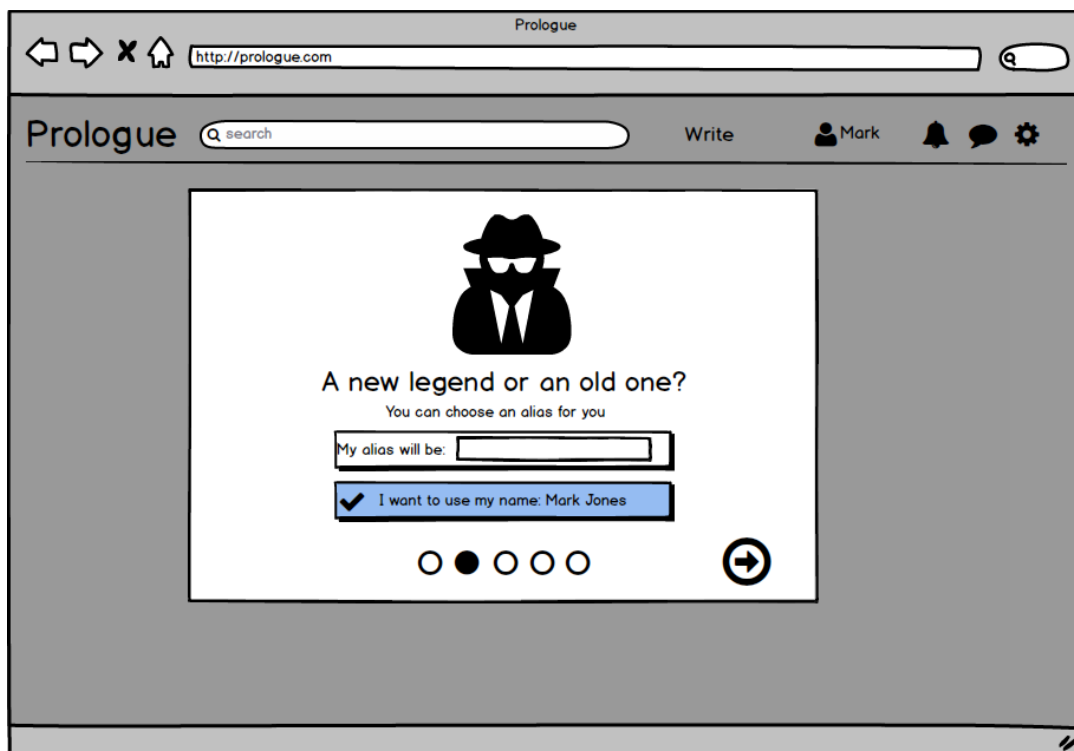 Prologue
http://prologue.com
Prologue
search
Write
Mark
A new legend or an old one?
You can choose an alias for you
My alias will be:
I want to use my name: Mark Jones